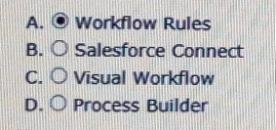 A. Workflow Rules
B. Salesforce Connect
C. Visual Workflow
D. Process Builder